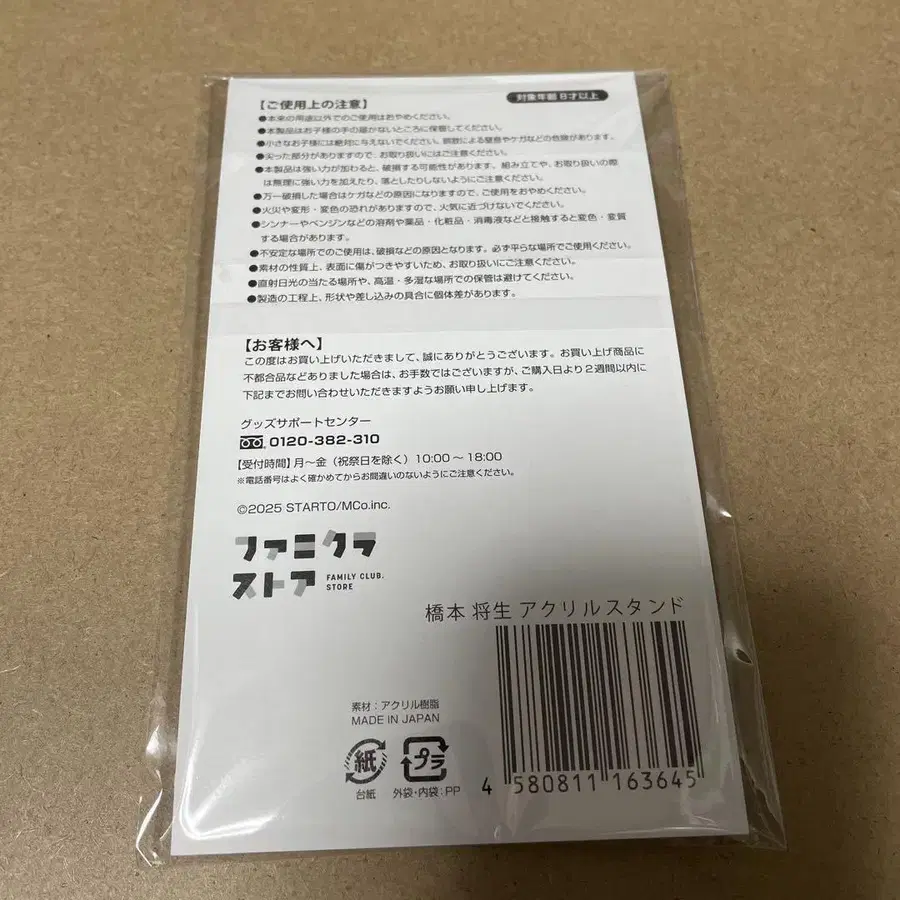 【ご使用上の注意】
対象年齢 8才以上
●本来の用途以外でのご使用はおやめください。
●本製品はお子様の手の届かないところに保管してください。
●小さなお子様には絶対に与えないでください。誤飲による窒息やケガなどの危険があります。
●尖った部分がありますので、お取り扱いにはご注意ください。
●本製品は強い力が加わると、破損する可能性があります。組み立てや、お取り扱いの際
は無理に強い力を加えたり、落としたりしないようにご注意ください。
●万一破損した場合はケガなどの原因になりますので、ご使用をおやめください。
●火災や変形・変色の恐れがありますので、火気に近づけないでください。
●シンナーやベンジンなどの溶剤や薬品・化粧品・消毒液などと接触すると変色・変質
する場合があります。
●不安定な場所でのご使用は、破損などの原因となります。必ず平らな場所でご使用ください。
●素材の性質上、表面に傷がつきやすいため、お取り扱いにご注意ください。
●直射日光の当たる場所や、高温・多湿な場所での保管は避けてください。
●製造の工程上、形状や差し込みの具合に個体差があります。
【お客様へ】
この度はお買い上げいただきまして、誠にありがとうございます。お買い上げ商品に
不都合品などありました場合は、お手数ではございますが、ご購入日より2週間以内に
下記までお問い合わせいただきますようお願い申し上げます。
グッズサポートセンター
0120-382-310
【受付時間】月～金（祝祭日を除く）10:00～18:00
※電話番号はよく確かめてからお間違いのないようにご注意ください。
©2025 STARTO/MCo.inc.
ファミクラ
ストア FAMILY CLUB.
STORE
橋本 将生 アクリルスタンド
素材：アクリル樹脂
MADE IN JAPAN
紙
プラ
台紙
外袋・内袋：PP
4 580811 163645